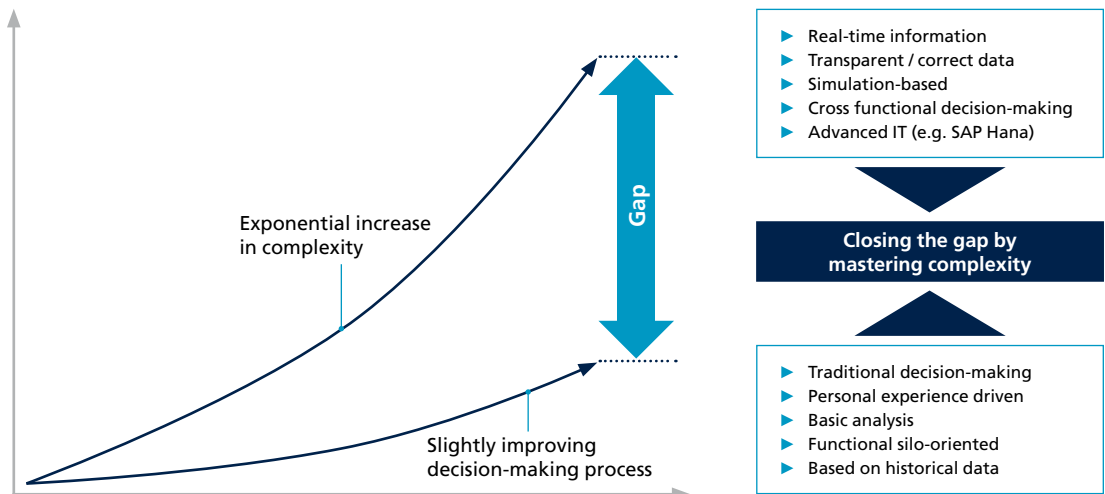 Exponential increase
in complexity
Slightly improving
decision-making process
Gap
Real-time information
Transparent / correct data
Simulation-based
Cross functional decision-making
Advanced IT (e.g. SAP Hana)
Closing the gap by
mastering complexity
Traditional decision-making
Personal experience driven
Basic analysis
Functional silo-oriented
Based on historical data